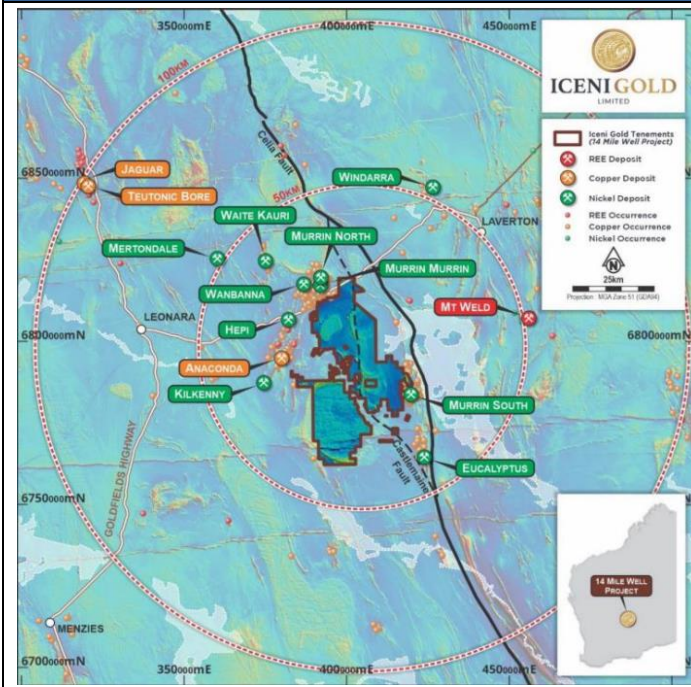 350000mE
400000mE
450000mE
ICENI GOLD
LIMITED
Iceni Gold Tenements
(14 Mile Well Project)
REE Deposit
Copper Deposit
Nickel Deposit
REE Occurrence
Copper Occurrence
Nickel Occurrence
N
25km
Projection : MGA Zone 51 (GDA94)
100KM
Celia Fault
6850000mN
JAGUAR
TEUTONIC BORE
WINDARRA
50KM
LAVERTON
WAITE KAURI
MURRIN NORTH
MERTONDALE
MURRIN MURRIN
WANBANNA
MT WELD
LEONARA
HEPI
6800000mN
6800000m
ANACONDA
KILKENNY
MURRIN SOUTH
Castlemaine
Fault
EUCALYPTUS
GOLDFIELDS HIGHWAY
6750000mN
14 MILE WELL
PROJECT
MENZIES
6700000mN
350000mE
400000mE
450000mE